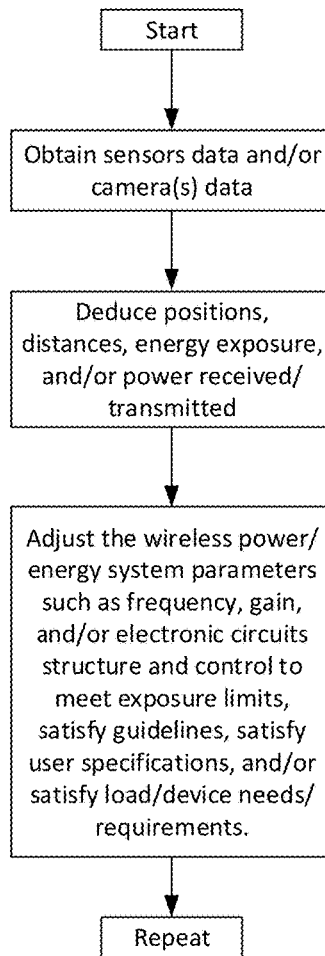 Start
Obtain sensors data and/or
camera(s) data
Deduce positions,
distances, energy exposure,
and/or power received/
transmitted
Adjust the wireless power/
energy system parameters
such as frequency, gain,
and/or electronic circuits
structure and control to
meet exposure limits,
satisfy guidelines, satisfy
user specifications, and/or
satisfy load/device needs/
requirements.
Repeat